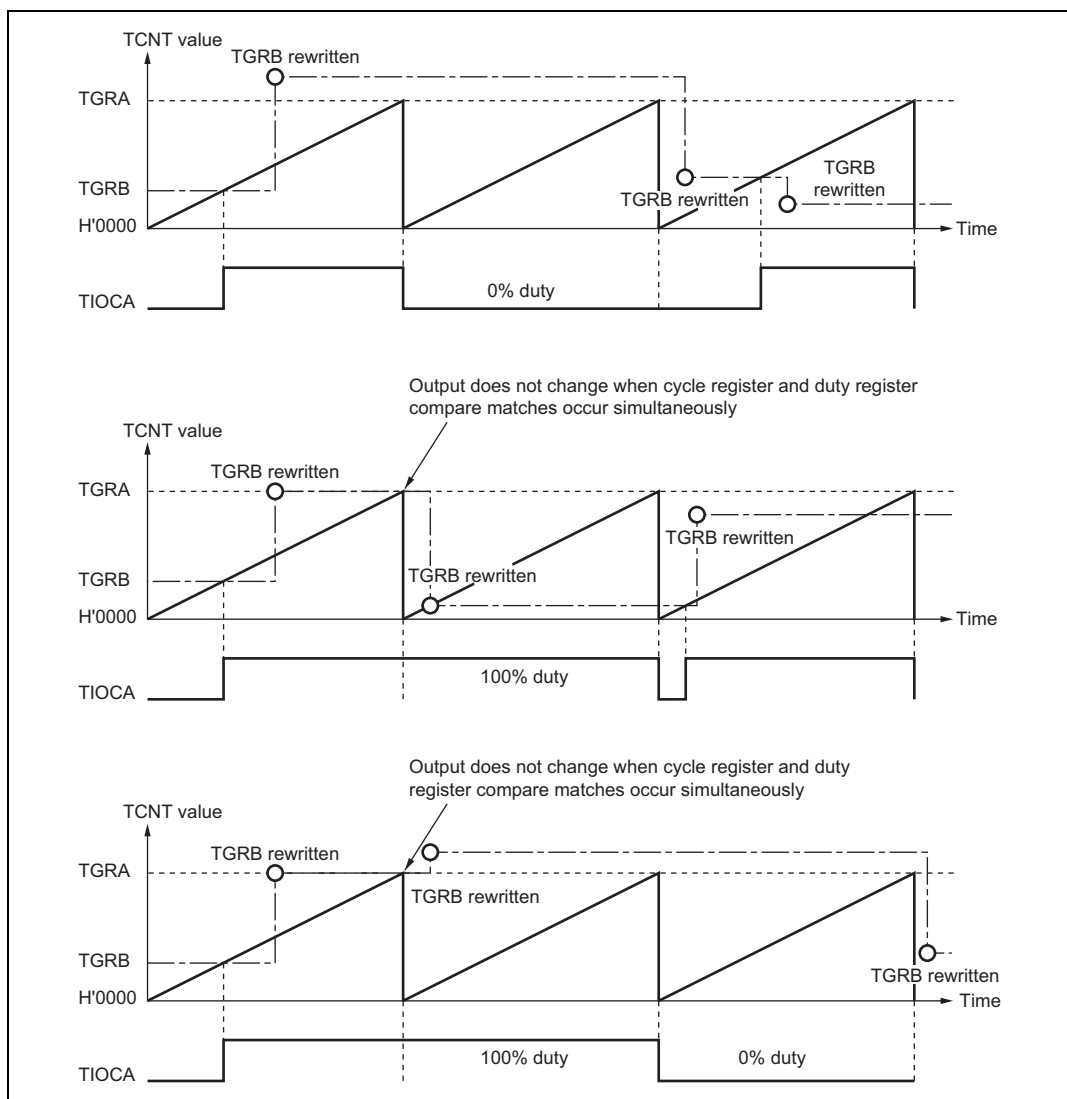 TCNT value
TGRB rewritten
TGRA
TGRB
rewritten
TGRB
TGRB rewritten
H'0000
Time
0% duty
TIOCA
Output does not change when cycle register and duty register
compare matches occur simultaneously
TCNT value
TGRB rewritten
TGRA
TGRB rewritten
TGRB
TGRB rewritten
H'0000
Time
100% duty
TIOCA
Output does not change when cycle register and duty
register compare matches occur simultaneously
TCNT value
TGRB rewritten
TGRA
TGRB rewritten
TGRB
TGRB rewritten
H'0000
Time
100% duty
0% duty
TIOCA